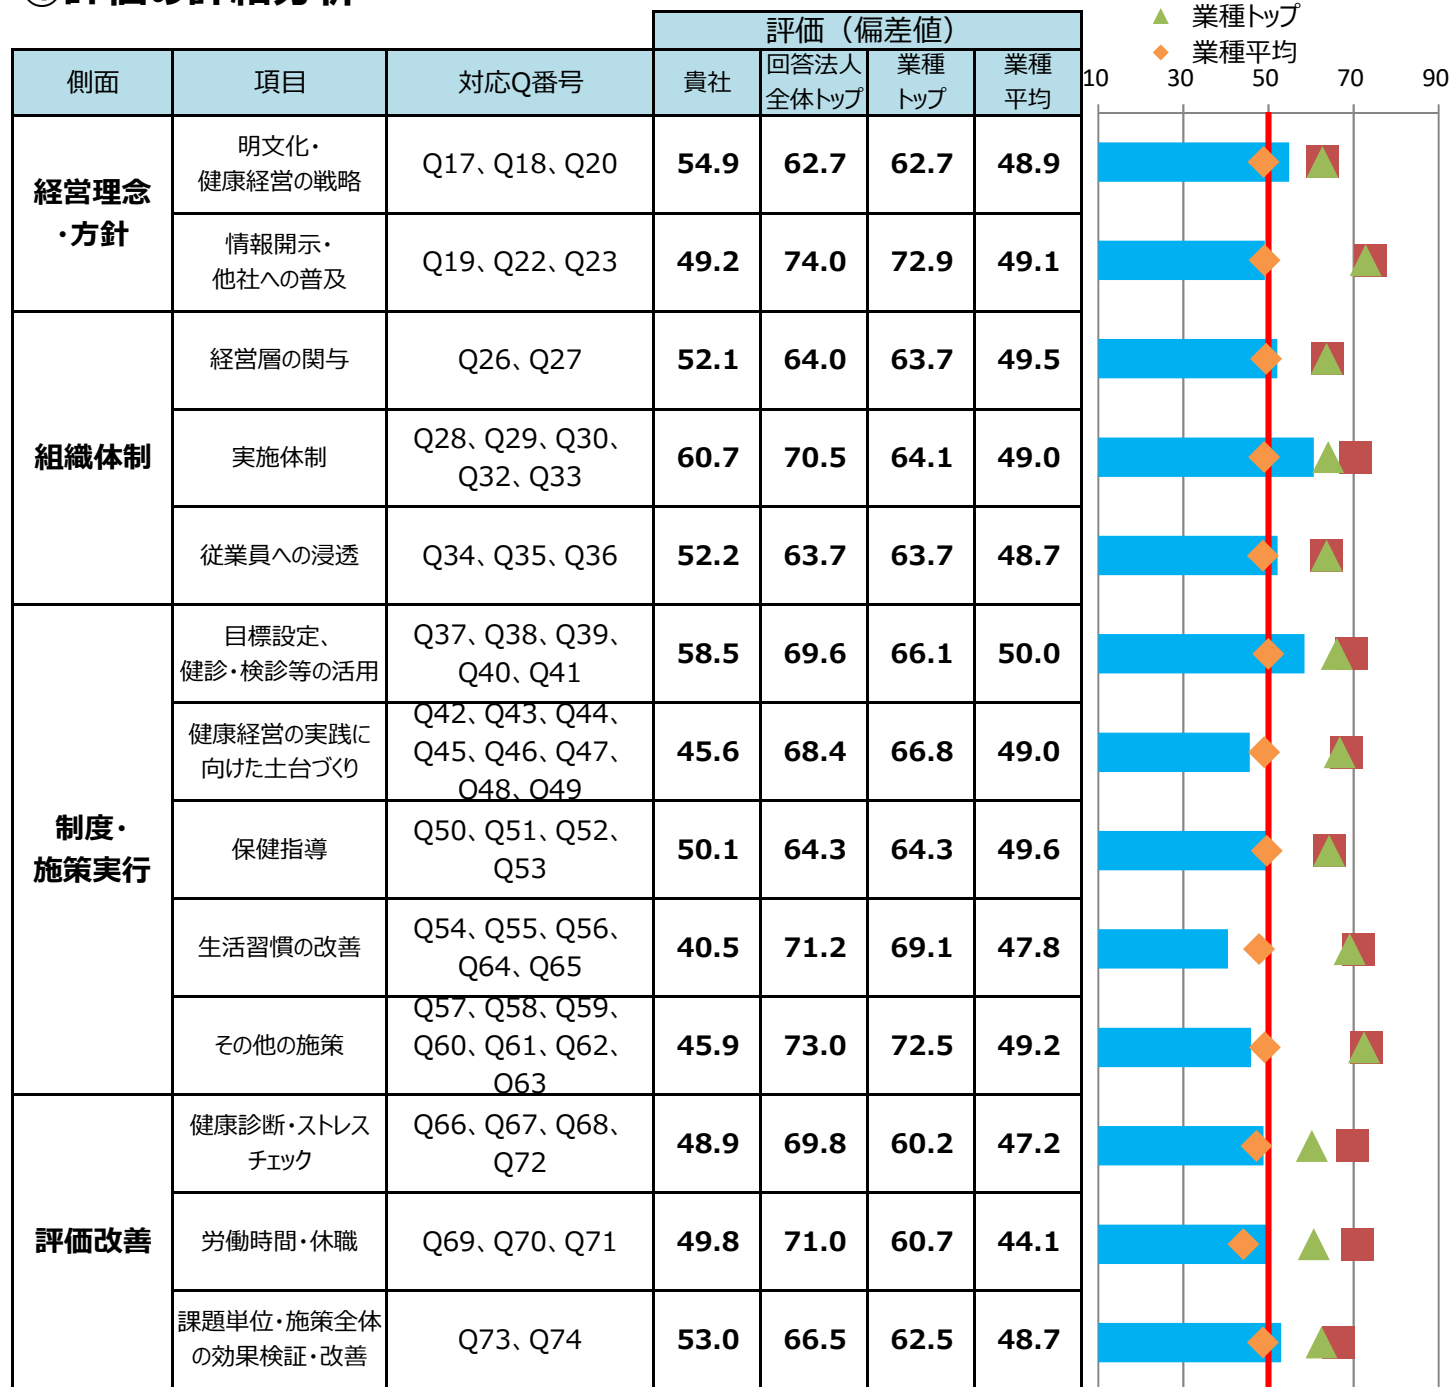 ①評価の詳細分析
▲ 業種トップ
◆ 業種平均
評価（偏差値）
側面 項目 対応Q番号 貴社 回答法人全体トップ 業種トップ 業種平均
10 30 50 70 90
経営理念・方針
明文化・
健康経営の戦略
Q17、Q18、Q20 54.9 62.7 62.7 48.9
情報開示・
他社への普及
Q19、Q22、Q23 49.2 74.0 72.9 49.1
組織体制
経営層の関与 Q26、Q27 52.1 64.0 63.7 49.5
実施体制
Q28、Q29、Q30、
Q32、Q33
60.7 70.5 64.1 49.0
従業員への浸透 Q34、Q35、Q36 52.2 63.7 63.7 48.7
制度・
施策実行
目標設定、
健診・検診等の活用
Q37、Q38、Q39、
Q40、Q41
58.5 69.6 66.1 50.0
健康経営の実践に
向けた土台づくり
Q42、Q43、Q44、
Q45、Q46、Q47、
Q48、Q49
45.6 68.4 66.8 49.0
保健指導
Q50、Q51、Q52、
Q53
50.1 64.3 64.3 49.6
生活習慣の改善
Q54、Q55、Q56、
Q64、Q65
40.5 71.2 69.1 47.8
その他の施策
Q57、Q58、Q59、
Q60、Q61、Q62、
Q63
45.9 73.0 72.5 49.2
評価改善
健康診断・ストレス
チェック
Q66、Q67、Q68、
Q72
48.9 69.8 60.2 47.2
労働時間・休職 Q69、Q70、Q71 49.8 71.0 60.7 44.1
課題単位・施策全体
の効果検証・改善
Q73、Q74 53.0 66.5 62.5 48.7